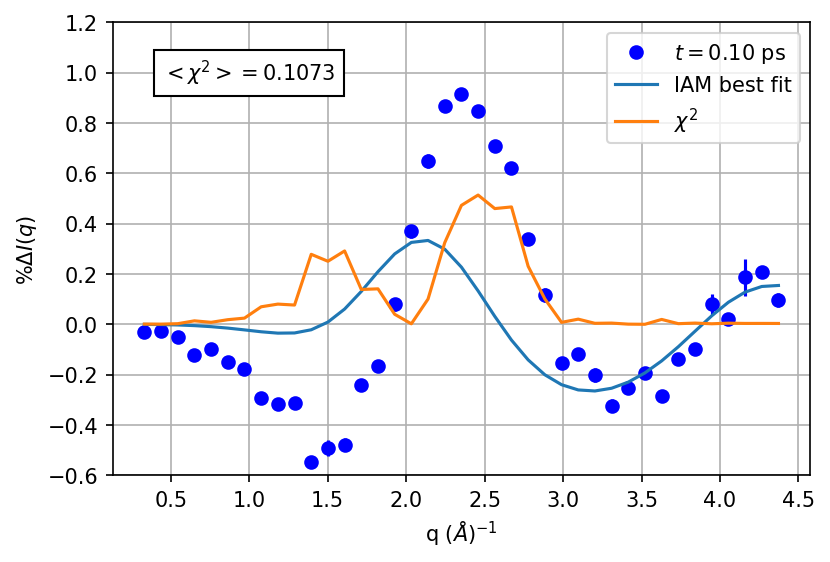 1.2
1.0
0.8
0.6
0.4
0.2
0.0
−0.2
−0.4
−0.6
%ΔI(q)
< χ² > = 0.1073
t = 0.10 ps
IAM best fit
χ²
0.5 1.0 1.5 2.0 2.5 3.0 3.5 4.0 4.5
q (Å)⁻¹